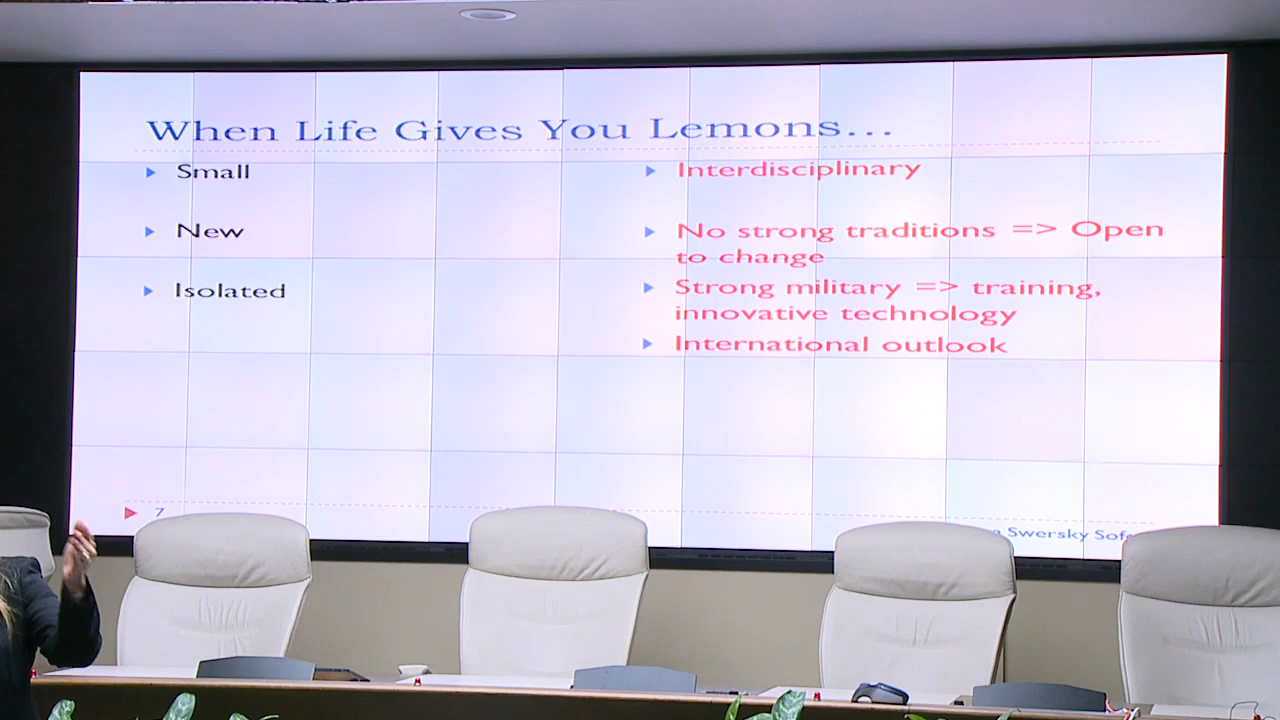 When Life Gives You Lemons...
Small
New
Isolated
Interdisciplinary
No strong traditions => Open
to change
Strong military => training,
innovative technology
International outlook
7
Swersky